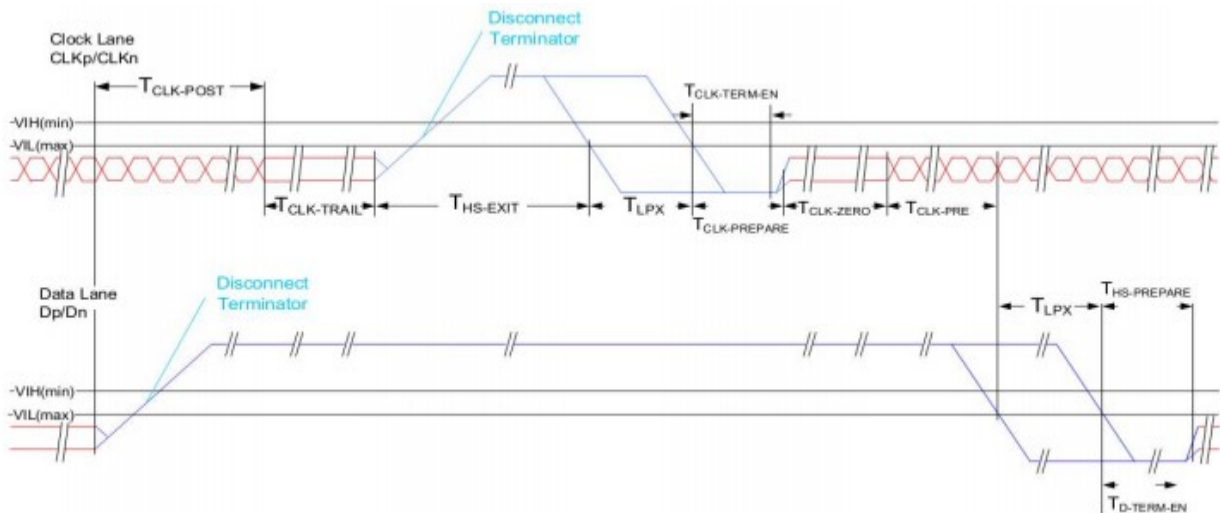 Disconnect
Terminator
Clock Lane
CLKp/CLKn
TCLK-POST
TCLK-TERM-EN
VIH(min)
VIL(max)
TCLK-TRAIL
THS-EXIT
TLPX
TCLK-PREPARE
TCLK-ZERO
TCLK-PRE
Disconnect
Terminator
Data Lane
Dp/Dn
TLPX
THS-PREPARE
VIH(min)
VIL(max)
TD-TERM-EN